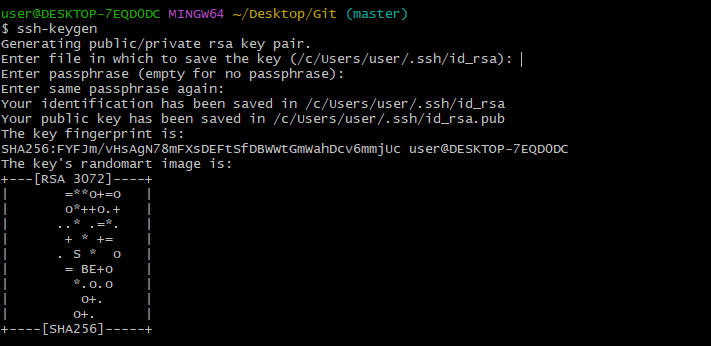 user@DESKTOP-7EQD0DC MINGW64 ~/Desktop/Git (master)
$ ssh-keygen
Generating public/private rsa key pair.
Enter file in which to save the key (/c/Users/user/.ssh/id_rsa):
Enter passphrase (empty for no passphrase):
Enter same passphrase again:
Your identification has been saved in /c/Users/user/.ssh/id_rsa
Your public key has been saved in /c/Users/user/.ssh/id_rsa.pub
The key fingerprint is:
SHA256:FYFJm/vHsAgN78mFXsDEFtSfDBWWtGmWahDcv6mmjUc user@DESKTOP-7EQD0DC
The key's randomart image is:
+---[RSA 3072]----+
|       =**o+=o   |
|       o*++o.+   |
|      ..* .=*.   |
|       + * +=    |
|      . S *  o   |
|       = BE+o    |
|        *.o.o    |
|         o+.     |
|        o+.      |
+----[SHA256]-----+